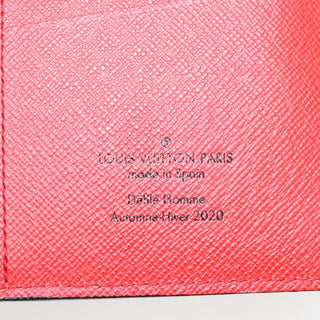 ®
LOUIS VUITTON PARIS
made in Spain
Défilé Homme
Automne-Hiver 2020